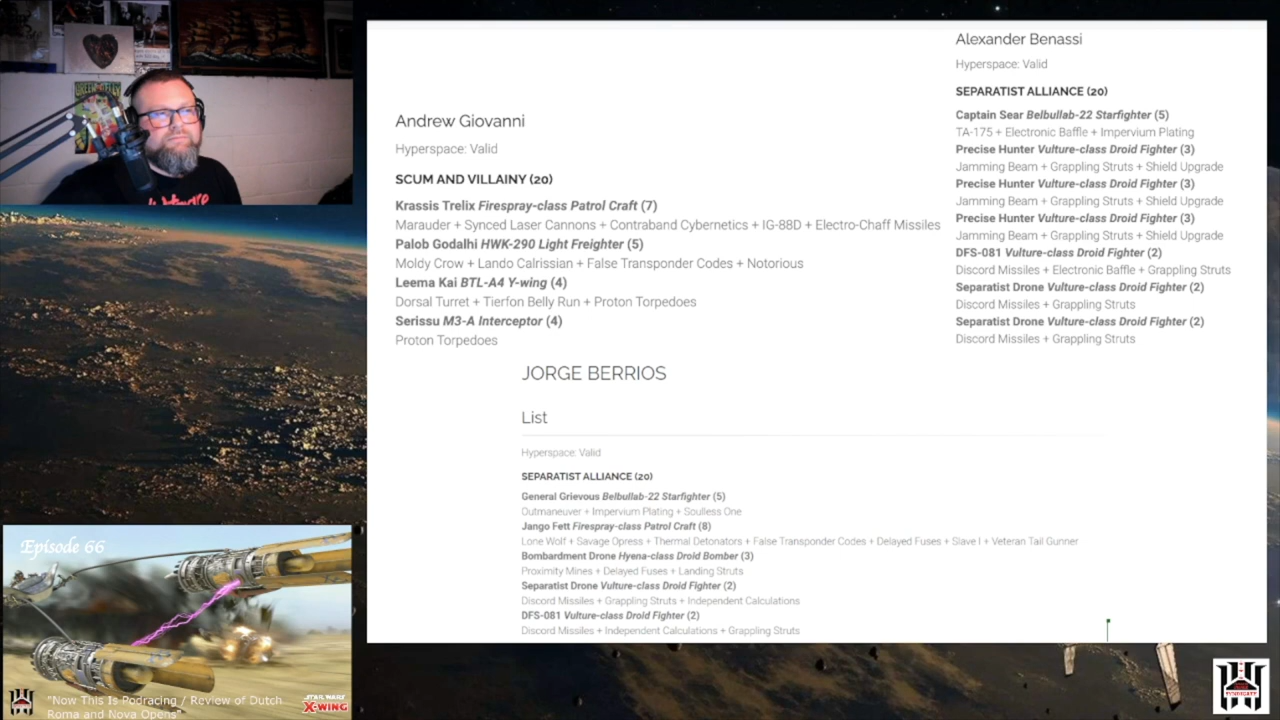 Andrew Giovanni
Hyperspace: Valid
SCUM AND VILLAINY (20)
Krassis Trelix Firespray-class Patrol Craft (7)
Marauder + Synced Laser Cannons + Contraband Cybernetics + IG-88D + Electro-Chaff Missiles
Palob Godalhi HWK-290 Light Freighter (5)
Moldy Crow + Lando Calrissian + False Transponder Codes + Notorious
Leema Kai BTL-A4 Y-wing (4)
Dorsal Turret + Tierfon Belly Run + Proton Torpedoes
Serissu M3-A Interceptor (4)
Proton Torpedoes
Alexander Benassi
Hyperspace: Valid
SEPARATIST ALLIANCE (20)
Captain Sear Belbullab-22 Starfighter (5)
TA-175 + Electronic Baffle + Impervium Plating
Precise Hunter Vulture-class Droid Fighter (3)
Jamming Beam + Grappling Struts + Shield Upgrade
Precise Hunter Vulture-class Droid Fighter (3)
Jamming Beam + Grappling Struts + Shield Upgrade
Precise Hunter Vulture-class Droid Fighter (3)
Jamming Beam + Grappling Struts + Shield Upgrade
DFS-081 Vulture-class Droid Fighter (2)
Discord Missiles + Electronic Baffle + Grappling Struts
Separatist Drone Vulture-class Droid Fighter (2)
Discord Missiles + Grappling Struts
Separatist Drone Vulture-class Droid Fighter (2)
Discord Missiles + Grappling Struts
JORGE BERRIOS
List
Hyperspace: Valid
SEPARATIST ALLIANCE (20)
General Grievous Belbullab-22 Starfighter (5)
Outmaneuver + Impervium Plating + Soulless One
Jango Fett Firespray-class Patrol Craft (8)
Lone Wolf + Savage Opress + Thermal Detonators + False Transponder Codes + Delayed Fuses + Slave I + Veteran Tail Gunner
Bombardment Drone Hyena-class Droid Bomber (3)
Proximity Mines + Delayed Fuses + Landing Struts
Separatist Drone Vulture-class Droid Fighter (2)
Discord Missiles + Grappling Struts + Independent Calculations
DFS-081 Vulture-class Droid Fighter (2)
Discord Missiles + Independent Calculations + Grappling Struts
Episode 66
"Now This Is Podracing / Review of Dutch
Roma and Nova Opens"
STAR WARS
X-WING